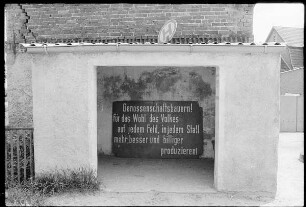 Genossenschaftsbauern!
für das Wohl des Volkes -
auf jedem Feld, in jedem Stall
mehr, besser und billiger
produzieren!